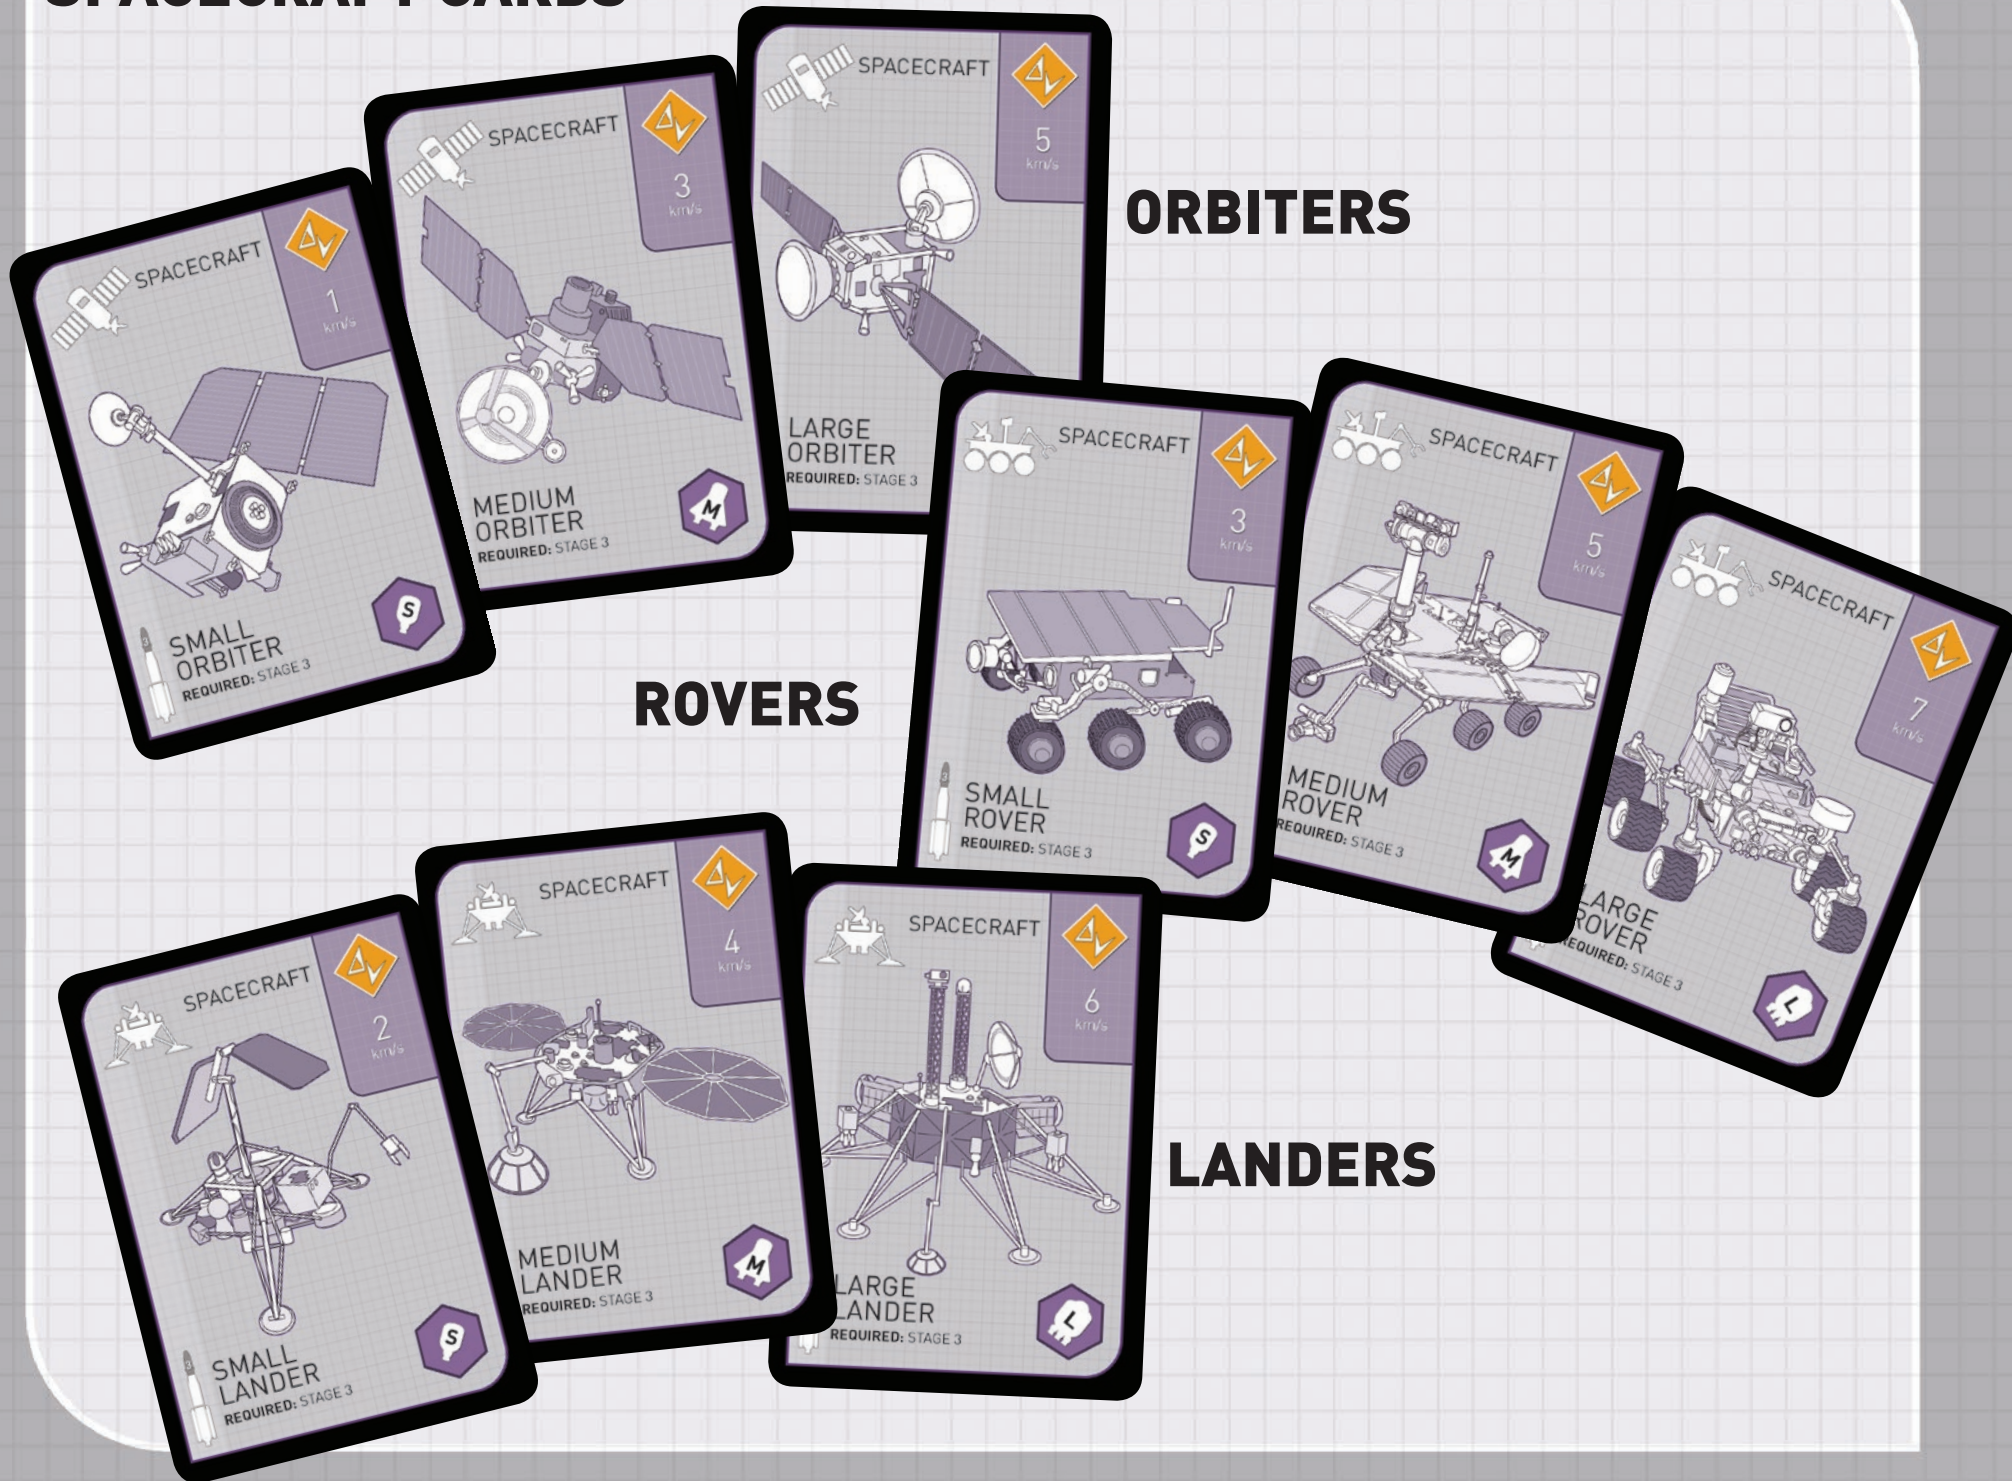 SPACECRAFT CARDS
SPACECRAFT
1
km/s
SMALL
ORBITER
REQUIRED: STAGE 3
S
SPACECRAFT
3
km/s
MEDIUM
ORBITER
REQUIRED: STAGE 3
M
SPACECRAFT
5
km/s
LARGE
ORBITER
REQUIRED: STAGE 3
ORBITERS
ROVERS
SPACECRAFT
3
km/s
SMALL
ROVER
REQUIRED: STAGE 3
S
SPACECRAFT
5
km/s
MEDIUM
ROVER
REQUIRED: STAGE 3
M
SPACECRAFT
7
km/s
LARGE
ROVER
REQUIRED: STAGE 3
L
SPACECRAFT
2
km/s
SMALL
LANDER
REQUIRED: STAGE 3
S
SPACECRAFT
4
km/s
MEDIUM
LANDER
REQUIRED: STAGE 3
M
SPACECRAFT
6
km/s
LARGE
LANDER
REQUIRED: STAGE 3
L
LANDERS